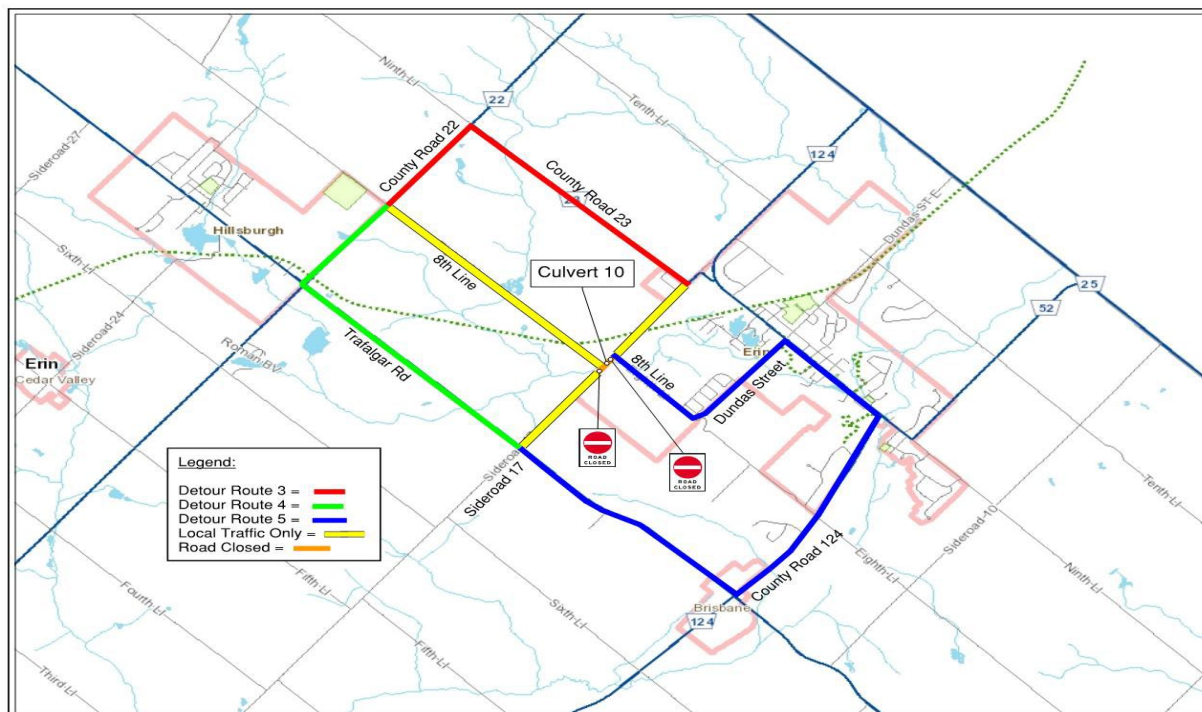 Ninth LI
22
Tenth LI
124
County Road 22
County Road 23
Sideroad-27
Hillsburgh
Sixth-LI
Sideroad-24
Roman-BV
Erin
Cedar Valley
8th Line
Culvert 10
Trafalgar Rd
Dundas-ST-E
25
52
8th Line
Dundas Street
Sideroad 17
ROAD
CLOSED
ROAD
CLOSED
Legend:
Detour Route 3 =
Detour Route 4 =
Detour Route 5 =
Local Traffic Only =
Road Closed =
County Road 124
Brisbane
124
Sideroad-10
Tenth-LI
Ninth-LI
Eighth-LI
Sixth-LI
Fifth-LI
Fifth-LI
Fourth-LI
Third LI